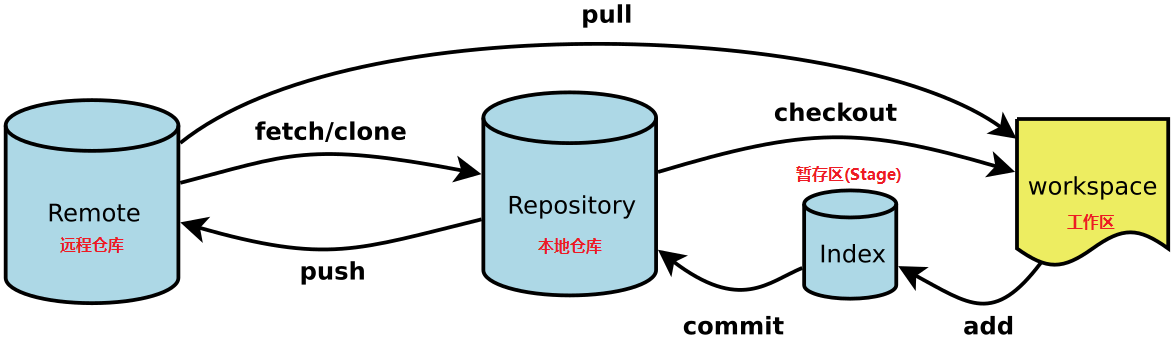 pull
fetch/clone
checkout
暂存区(Stage)
Remote
远程仓库
Repository
本地仓库
Index
workspace
工作区
push
commit
add